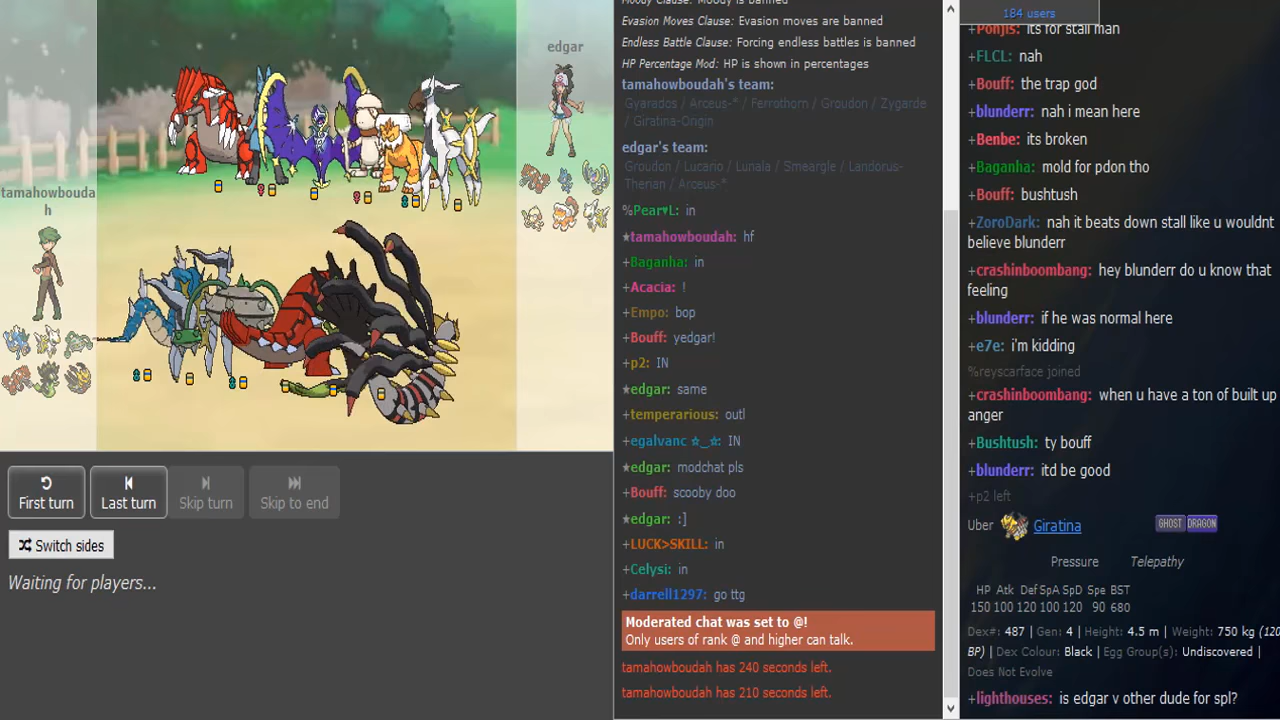 edgar
tamahowbouda
h
First turn
Last turn
Skip turn
Skip to end
Switch sides
Waiting for players...
Moody Clause: Moody is banned
Evasion Moves Clause: Evasion moves are banned
Endless Battle Clause: Forcing endless battles is banned
HP Percentage Mod: HP is shown in percentages
tamahowboudah's team:
Gyarados / Arceus-* / Ferrothorn / Groudon / Zygarde
/ Giratina-Origin
edgar's team:
Groudon / Lucario / Lunala / Smeargle / Landorus-
Therian / Arceus-*
%Pear♥L: in
★tamahowboudah: hf
+Baganha: in
+Acacia: !
+Empo: bop
+Bouff: yedgar!
+p2: IN
★edgar: same
+temperarious: outl
+egalvanc ☆_☆: IN
★edgar: modchat pls
+Bouff: scooby doo
★edgar: :]
+LUCK>SKILL: in
+Celysi: in
+darrell1297: go ttg
Moderated chat was set to @!
Only users of rank @ and higher can talk.
tamahowboudah has 240 seconds left.
tamahowboudah has 210 seconds left.
184 users
+Ponjis: its for stall man
+FLCL: nah
+Bouff: the trap god
+blunderr: nah i mean here
+Benbe: its broken
+Baganha: mold for pdon tho
+Bouff: bushtush
+ZoroDark: nah it beats down stall like u wouldnt
believe blunderr
+crashinboombang: hey blunderr do u know that
feeling
+blunderr: if he was normal here
+e7e: i'm kidding
%reyscarface joined
+crashinboombang: when u have a ton of built up
anger
+Bushtush: ty bouff
+blunderr: itd be good
+p2 left
Uber Giratina GHOST DRAGON
Pressure Telepathy
HP Atk Def SpA SpD Spe BST
150 100 120 100 120 90 680
Dex#: 487 | Gen: 4 | Height: 4.5 m | Weight: 750 kg (120
BP) | Dex Colour: Black | Egg Group(s): Undiscovered |
Does Not Evolve
+lighthouses: is edgar v other dude for spl?